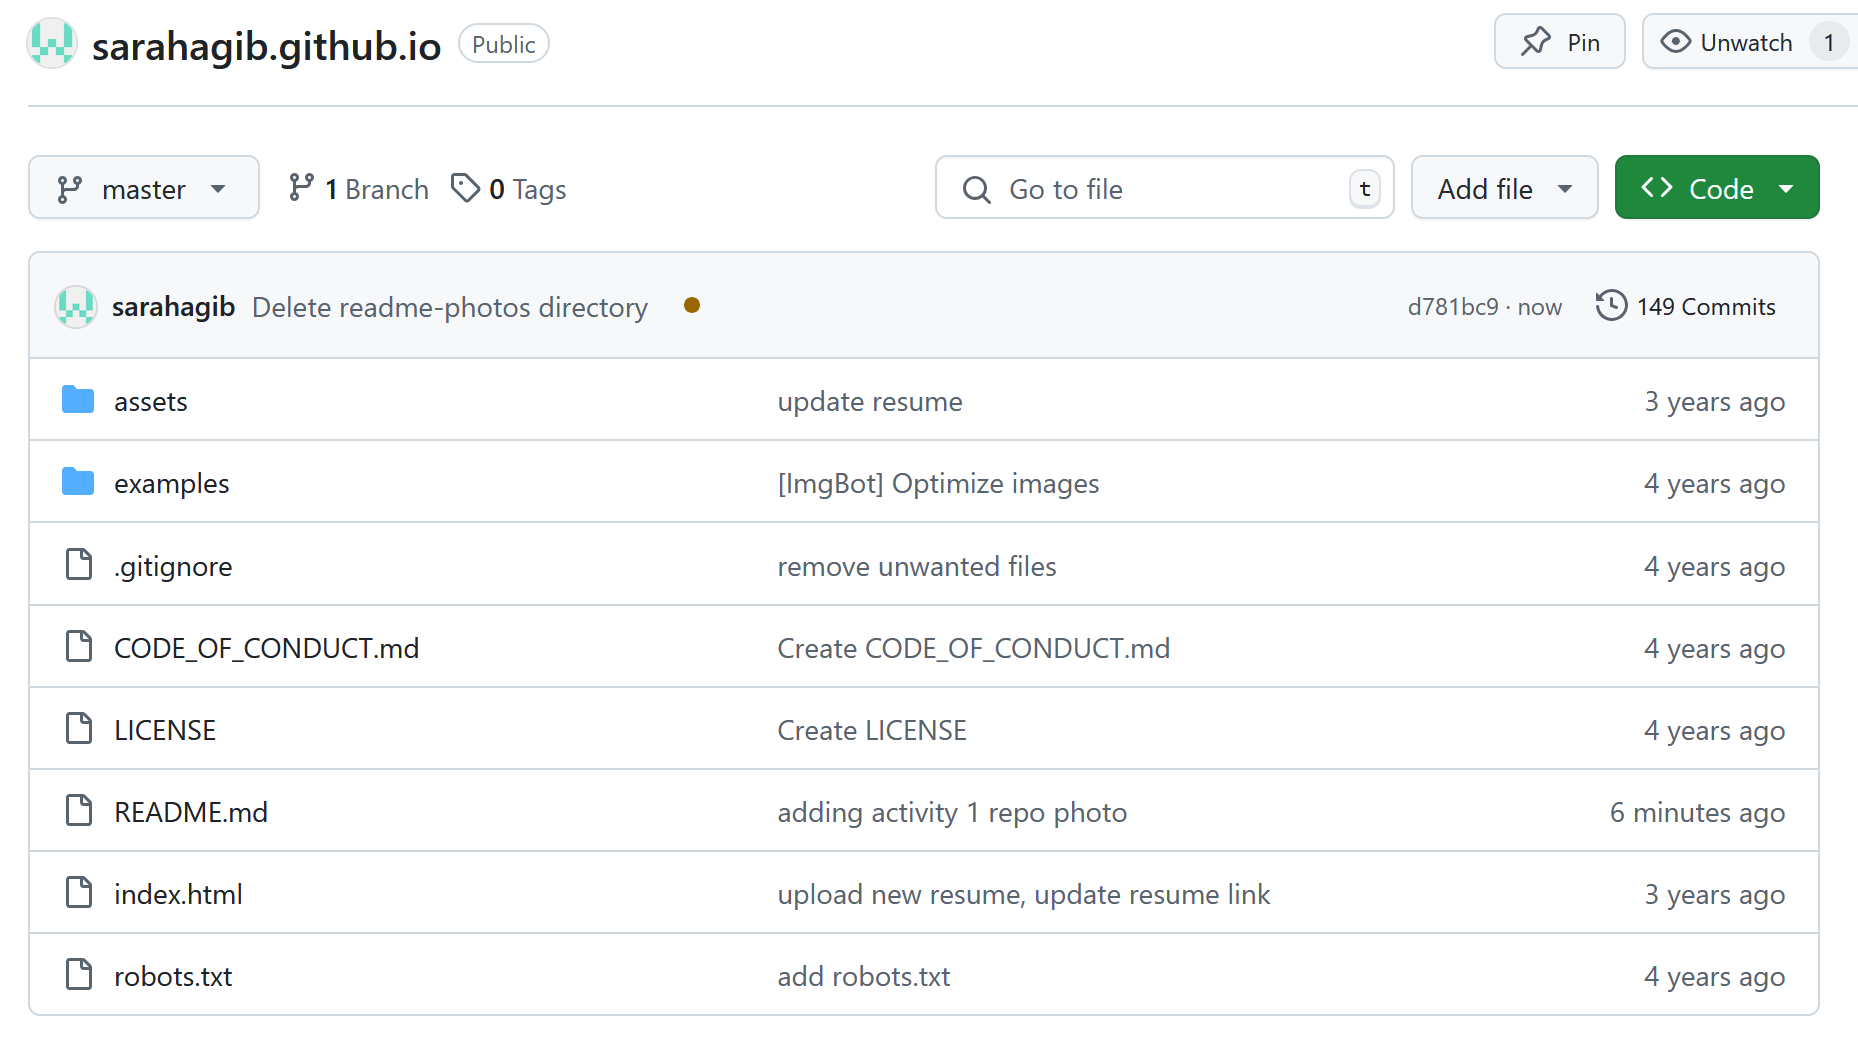 sarahagib.github.io Public Pin Unwatch 1
master 1 Branch 0 Tags Go to file t Add file Code
sarahagib Delete readme-photos directory d781bc9 · now 149 Commits
assets update resume 3 years ago
examples [ImgBot] Optimize images 4 years ago
.gitignore remove unwanted files 4 years ago
CODE_OF_CONDUCT.md Create CODE_OF_CONDUCT.md 4 years ago
LICENSE Create LICENSE 4 years ago
README.md adding activity 1 repo photo 6 minutes ago
index.html upload new resume, update resume link 3 years ago
robots.txt add robots.txt 4 years ago